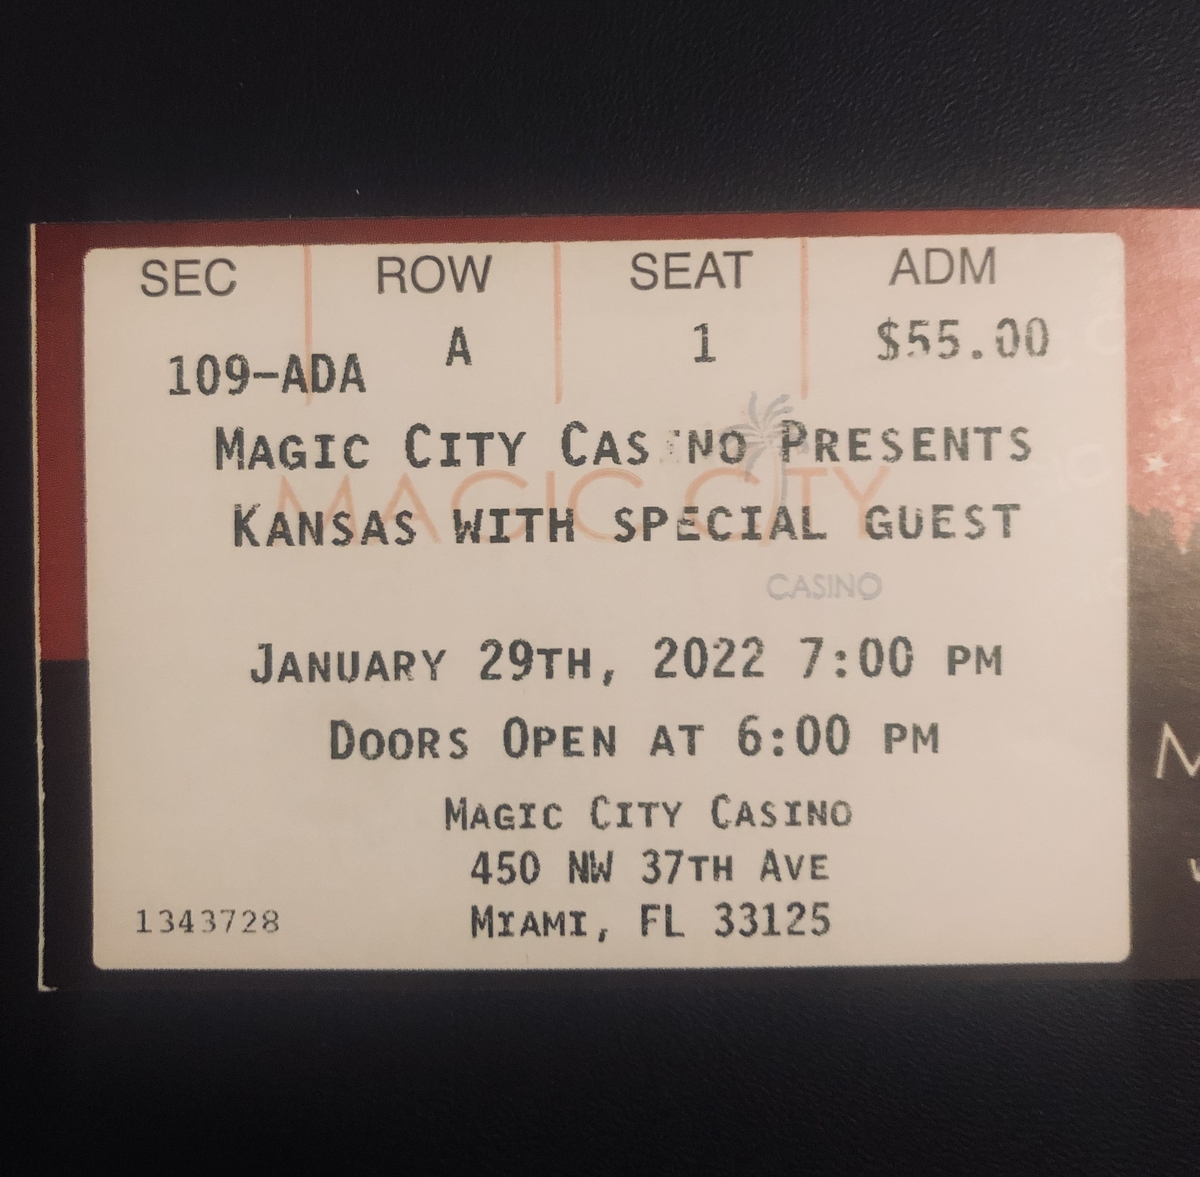 SEC ROW SEAT ADM
109-ADA A 1 $55.00
MAGIC CITY CASINO PRESENTS
MAGIC CITY
KANSAS WITH SPECIAL GUEST
CASINO
JANUARY 29TH, 2022 7:00 PM
DOORS OPEN AT 6:00 PM
MAGIC CITY CASINO
450 NW 37TH AVE
MIAMI, FL 33125
1343728